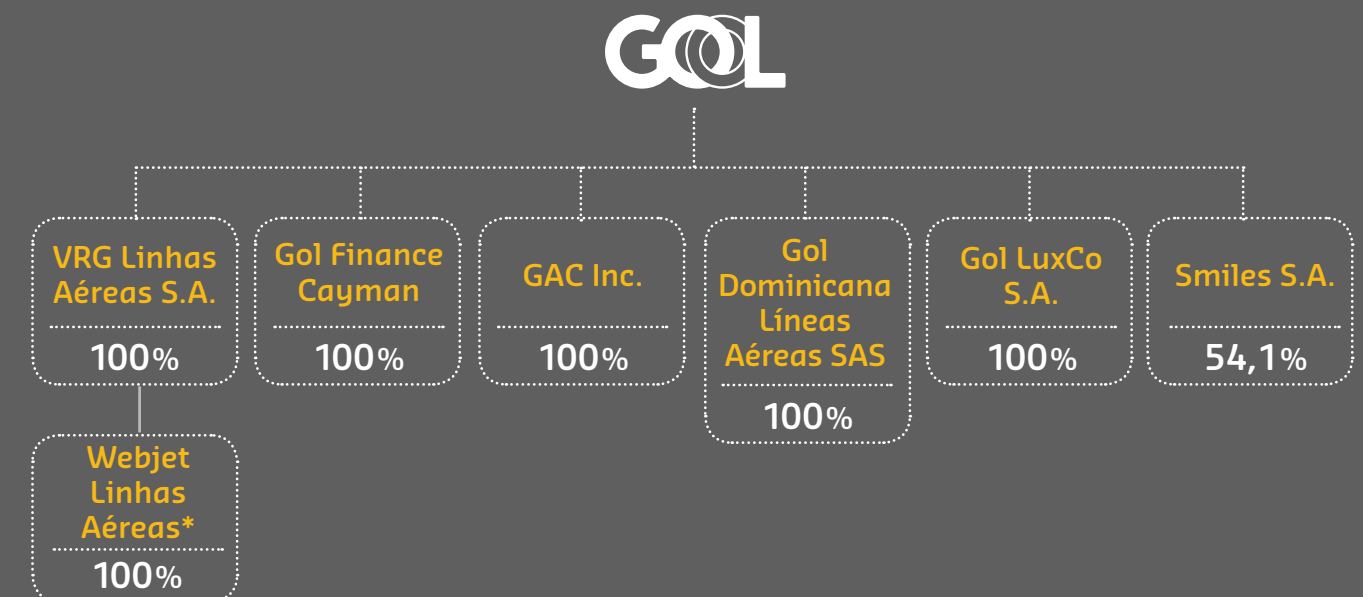 GOL
VRG Linhas
Aéreas S.A.
100%
Gol Finance
Cayman
100%
GAC Inc.
100%
Gol
Dominicana
Líneas
Aéreas SAS
100%
Gol LuxCo
S.A.
100%
Smiles S.A.
54,1%
Webjet
Linhas
Aéreas*
100%